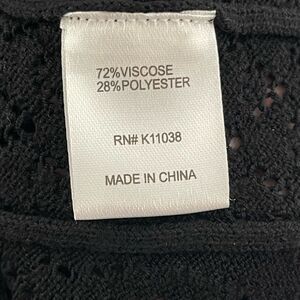 72%VISCOSE
28%POLYESTER
RN# K11038
MADE IN CHINA